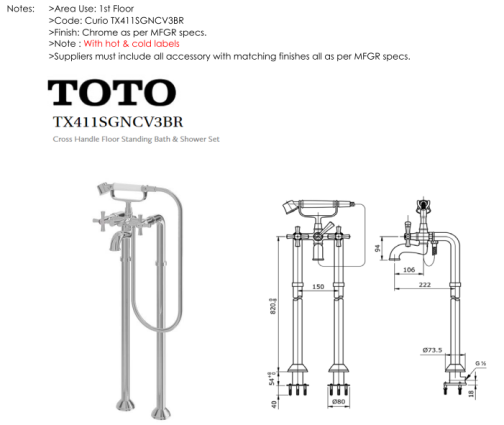 Notes: >Area Use: 1st Floor
>Code: Curio TX411SGNCV3BR
>Finish: Chrome as per MFGR specs.
>Note : With hot & cold labels
>Suppliers must include all accessory with matching finishes all as per MFGR specs.
TOTO
TX411SGNCV3BR
Cross Handle Floor Standing Bath & Shower Set
94
106
150
222
820
Ø73.5
G ½
54
40
Ø80
18